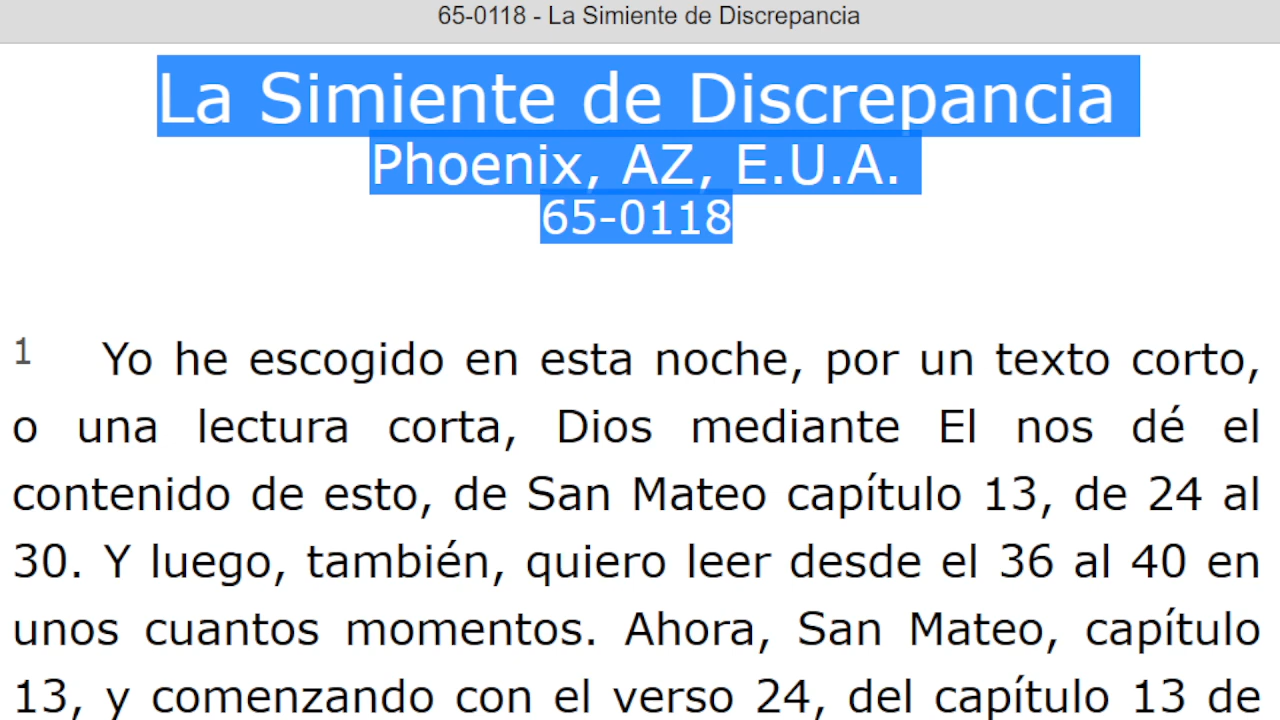 65-0118 - La Simiente de Discrepancia
La Simiente de Discrepancia
Phoenix, AZ, E.U.A.
65-0118
1 Yo he escogido en esta noche, por un texto corto,
o una lectura corta, Dios mediante El nos dé el
contenido de esto, de San Mateo capítulo 13, de 24 al
30. Y luego, también, quiero leer desde el 36 al 40 en
unos cuantos momentos. Ahora, San Mateo, capítulo
13, y comenzando con el verso 24, del capítulo 13 de